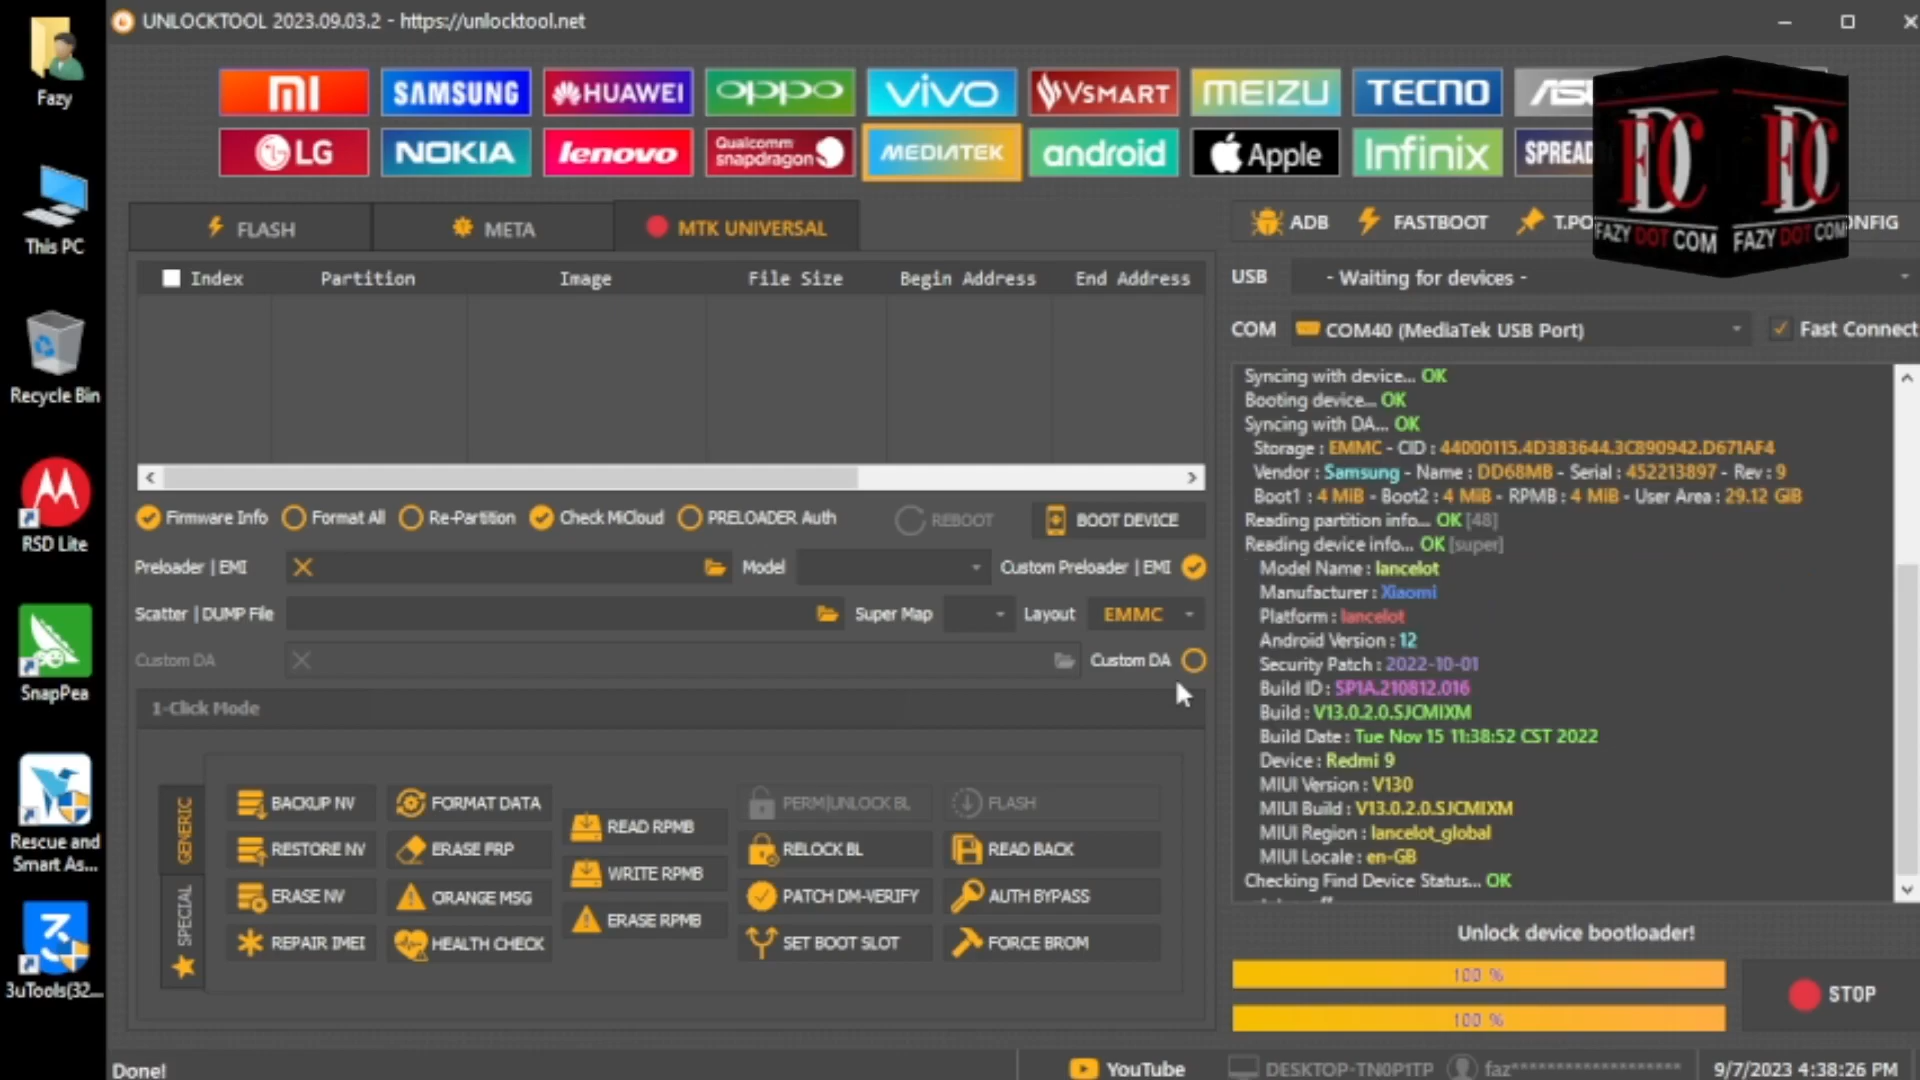 UNLOCKTOOL 2023.09.03.2 - https://unlocktool.net
Fazy
This PC
Recycle Bin
RSD Lite
SnapPea
Rescue and
Smart As...
3uTools(32...
mi SAMSUNG HUAWEI oppo vivo VSMART MEIZU TECNO
LG NOKIA lenovo Qualcomm snapdragon MEDIATEK android Apple Infinix
FDC FDC
FAZY DOT COM FAZY DOT COM
FLASH META MTK UNIVERSAL
ADB FASTBOOT
Index Partition Image File Size Begin Address End Address
USB - Waiting for devices -
COM COM40 (MediaTek USB Port) Fast Connect
Syncing with device... OK
Booting device... OK
Syncing with DA... OK
Storage : EMMC - CID : 44000115.4D383644.3CB90942.D671AF4
Vendor : Samsung - Name : DD68MB - Serial : 452213897 - Rev : 9
Boot1 : 4 MiB - Boot2 : 4 MiB - RPMB : 4 MiB - User Area : 29.12 GiB
Reading partition info... OK [48]
Reading device info... OK [super]
Model Name : lancelot
Manufacturer : Xiaomi
Platform : lancelot
Android Version : 12
Security Patch : 2022-10-01
Build ID : SP1A.210812.016
Build : V13.0.2.0.SJCMIXM
Build Date : Tue Nov 15 11:38:52 CST 2022
Device : Redmi 9
MIUI Version : V130
MIUI Build : V13.0.2.0.SJCMIXM
MIUI Region : lancelot_global
MIUI Locale : en-GB
Checking Find Device Status... OK
Firmware Info Format All Re-Partition Check MiCloud PRELOADER Auth REBOOT BOOT DEVICE
Preloader | EMI Model Custom Preloader | EMI
Scatter | DUMP File Super Map Layout EMMC
Custom DA Custom DA
1-Click Mode
GENERIC
SPECIAL
BACKUP NV FORMAT DATA READ RPMB PERM|UNLOCK BL FLASH
RESTORE NV ERASE FRP WRITE RPMB RELOCK BL READ BACK
ERASE NV ORANGE MSG ERASE RPMB PATCH DM-VERIFY AUTH BYPASS
REPAIR IMEI HEALTH CHECK SET BOOT SLOT FORCE BROM
Unlock device bootloader!
100 %
100 %
STOP
Done! YouTube DESKTOP-TN0P1TP faz***************** 9/7/2023 4:38:26 PM